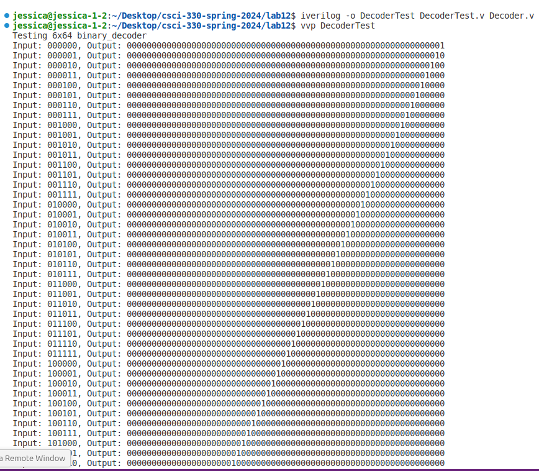 jessica@jessica-1-2:~/Desktop/csci-330-spring-2024/lab12$ iverilog -o DecoderTest DecoderTest.v Decoder.v
jessica@jessica-1-2:~/Desktop/csci-330-spring-2024/lab12$ vvp DecoderTest
Testing 6x64 binary_decoder
Input: 000000, Output: 0000000000000000000000000000000000000000000000000000000000000001
Input: 000001, Output: 0000000000000000000000000000000000000000000000000000000000000010
Input: 000010, Output: 0000000000000000000000000000000000000000000000000000000000000100
Input: 000011, Output: 0000000000000000000000000000000000000000000000000000000000001000
Input: 000100, Output: 0000000000000000000000000000000000000000000000000000000000010000
Input: 000101, Output: 0000000000000000000000000000000000000000000000000000000000100000
Input: 000110, Output: 0000000000000000000000000000000000000000000000000000000001000000
Input: 000111, Output: 0000000000000000000000000000000000000000000000000000000010000000
Input: 001000, Output: 0000000000000000000000000000000000000000000000000000000100000000
Input: 001001, Output: 0000000000000000000000000000000000000000000000000000001000000000
Input: 001010, Output: 0000000000000000000000000000000000000000000000000000010000000000
Input: 001011, Output: 0000000000000000000000000000000000000000000000000000100000000000
Input: 001100, Output: 0000000000000000000000000000000000000000000000000001000000000000
Input: 001101, Output: 0000000000000000000000000000000000000000000000000010000000000000
Input: 001110, Output: 0000000000000000000000000000000000000000000000000100000000000000
Input: 001111, Output: 0000000000000000000000000000000000000000000000001000000000000000
Input: 010000, Output: 0000000000000000000000000000000000000000000000010000000000000000
Input: 010001, Output: 0000000000000000000000000000000000000000000000100000000000000000
Input: 010010, Output: 0000000000000000000000000000000000000000000001000000000000000000
Input: 010011, Output: 0000000000000000000000000000000000000000000010000000000000000000
Input: 010100, Output: 0000000000000000000000000000000000000000000100000000000000000000
Input: 010101, Output: 0000000000000000000000000000000000000000001000000000000000000000
Input: 010110, Output: 0000000000000000000000000000000000000000010000000000000000000000
Input: 010111, Output: 0000000000000000000000000000000000000000100000000000000000000000
Input: 011000, Output: 0000000000000000000000000000000000000001000000000000000000000000
Input: 011001, Output: 0000000000000000000000000000000000000010000000000000000000000000
Input: 011010, Output: 0000000000000000000000000000000000000100000000000000000000000000
Input: 011011, Output: 0000000000000000000000000000000000001000000000000000000000000000
Input: 011100, Output: 0000000000000000000000000000000000010000000000000000000000000000
Input: 011101, Output: 0000000000000000000000000000000000100000000000000000000000000000
Input: 011110, Output: 0000000000000000000000000000000001000000000000000000000000000000
Input: 011111, Output: 0000000000000000000000000000000010000000000000000000000000000000
Input: 100000, Output: 0000000000000000000000000000000100000000000000000000000000000000
Input: 100001, Output: 0000000000000000000000000000001000000000000000000000000000000000
Input: 100010, Output: 0000000000000000000000000000010000000000000000000000000000000000
Input: 100011, Output: 0000000000000000000000000000100000000000000000000000000000000000
Input: 100100, Output: 0000000000000000000000000001000000000000000000000000000000000000
Input: 100101, Output: 0000000000000000000000000010000000000000000000000000000000000000
Input: 100110, Output: 0000000000000000000000000100000000000000000000000000000000000000
Input: 100111, Output: 0000000000000000000000001000000000000000000000000000000000000000
Input: 101000, Output: 0000000000000000000000010000000000000000000000000000000000000000
a Remote Window 01, Output: 0000000000000000000000100000000000000000000000000000000000000000
10, Output: 0000000000000000000001000000000000000000000000000000000000000000